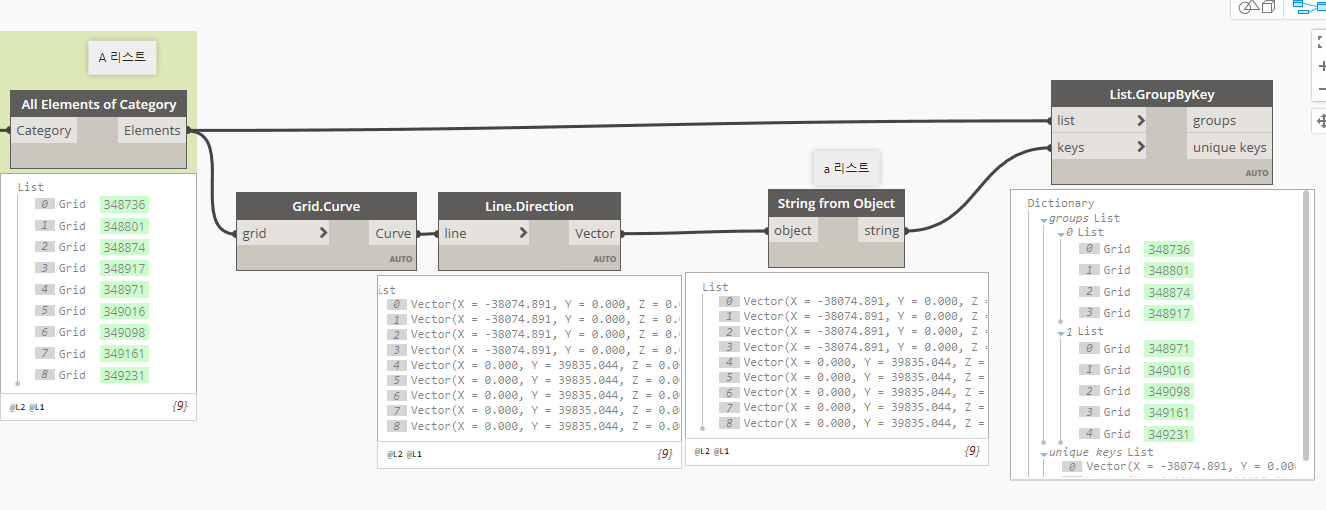 A 리스트
All Elements of Category
Category Elements
List
0 Grid 348736
1 Grid 348801
2 Grid 348874
3 Grid 348917
4 Grid 348971
5 Grid 349016
6 Grid 349098
7 Grid 349161
8 Grid 349231
@L2 @L1 {9}
Grid.Curve
grid > Curve
AUTO
Line.Direction
line > Vector
AUTO
ist
0 Vector(X = -38074.891, Y = 0.000, Z = 0.
1 Vector(X = -38074.891, Y = 0.000, Z = 0.
2 Vector(X = -38074.891, Y = 0.000, Z = 0.
3 Vector(X = -38074.891, Y = 0.000, Z = 0.
4 Vector(X = 0.000, Y = 39835.044, Z = 0.0
5 Vector(X = 0.000, Y = 39835.044, Z = 0.0
6 Vector(X = 0.000, Y = 39835.044, Z = 0.0
7 Vector(X = 0.000, Y = 39835.044, Z = 0.0
8 Vector(X = 0.000, Y = 39835.044, Z = 0.0
@L2 @L1 {9}
a 리스트
String from Object
object string
List
0 Vector(X = -38074.891, Y = 0.000, Z =
1 Vector(X = -38074.891, Y = 0.000, Z =
2 Vector(X = -38074.891, Y = 0.000, Z =
3 Vector(X = -38074.891, Y = 0.000, Z =
4 Vector(X = 0.000, Y = 39835.044, Z =
5 Vector(X = 0.000, Y = 39835.044, Z =
6 Vector(X = 0.000, Y = 39835.044, Z =
7 Vector(X = 0.000, Y = 39835.044, Z =
8 Vector(X = 0.000, Y = 39835.044, Z =
@L2 @L1 {9}
List.GroupByKey
list > groups
keys > unique keys
AUTO
Dictionary
groups List
0 List
0 Grid 348736
1 Grid 348801
2 Grid 348874
3 Grid 348917
1 List
0 Grid 348971
1 Grid 349016
2 Grid 349098
3 Grid 349161
4 Grid 349231
unique keys List
0 Vector(X = -38074.891, Y = 0.00